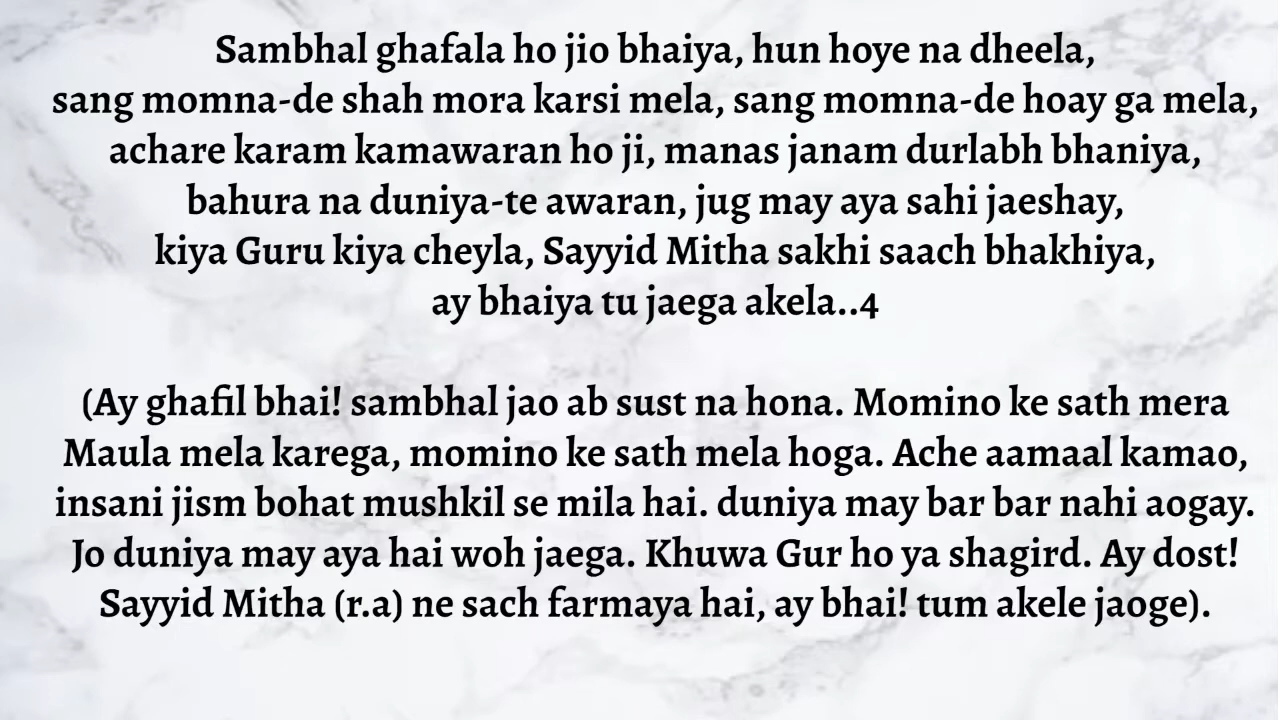 Sambhal ghafala ho jio bhaiya, hun hoye na dheela,
sang momna-de shah mora karsi mela, sang momna-de hoay ga mela,
achare karam kamawaran ho ji, manas janam durlabh bhaniya,
bahura na duniya-te awaran, jug may aya sahi jaeshay,
kiya Guru kiya cheyla, Sayyid Mitha sakhi saach bhakhiya,
ay bhaiya tu jaega akela..4
(Ay ghafil bhai! sambhal jao ab sust na hona. Momino ke sath mera
Maula mela karega, momino ke sath mela hoga. Ache aamaal kamao,
insani jism bohat mushkil se mila hai. duniya may bar bar nahi aogay.
Jo duniya may aya hai woh jaega. Khuwa Gur ho ya shagird. Ay dost!
Sayyid Mitha (r.a) ne sach farmaya hai, ay bhai! tum akele jaoge).